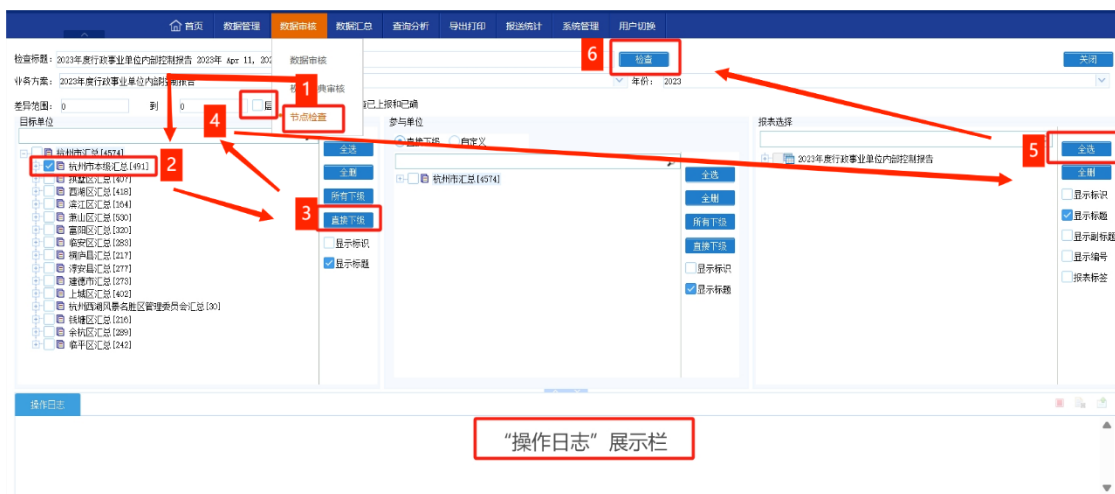 首页 数据管理 数据审核 数据汇总 查询分析 导出打印 报送统计 系统管理 用户切换
检查标题: 2023年度行政事业单位内部控制报告 2023年 Apr 11, 202
数据审核
6
检查
关闭
业务方案: 2023年度行政事业单位内部控制报告
1
典审核
年份: 2023
差异范围: 0 到 0
层
节点检查
已上报和已确
4
目标单位
参与单位
报表选择
直接下级 自定义
杭州市汇总[4574]
全选
5
全选
杭州市本级汇总[491]
2
2023年度行政事业单位内部控制报告
拱墅区汇总[407]
全删
全选
全删
西湖区汇总[418]
杭州市汇总[4574]
滨江区汇总[164]
所有下级
全删
显示标识
萧山区汇总[530]
3
直接下级
所有下级
显示标题
富阳区汇总[320]
显示副标题
临安区汇总[283]
显示标识
直接下级
桐庐县汇总[217]
显示编号
淳安县汇总[277]
显示标题
显示标识
报表标签
建德市汇总[273]
显示标题
上城区汇总[402]
杭州西湖风景名胜区管理委员会汇总[30]
钱塘区汇总[216]
余杭区汇总[289]
临平区汇总[242]
操作日志
“操作日志”展示栏